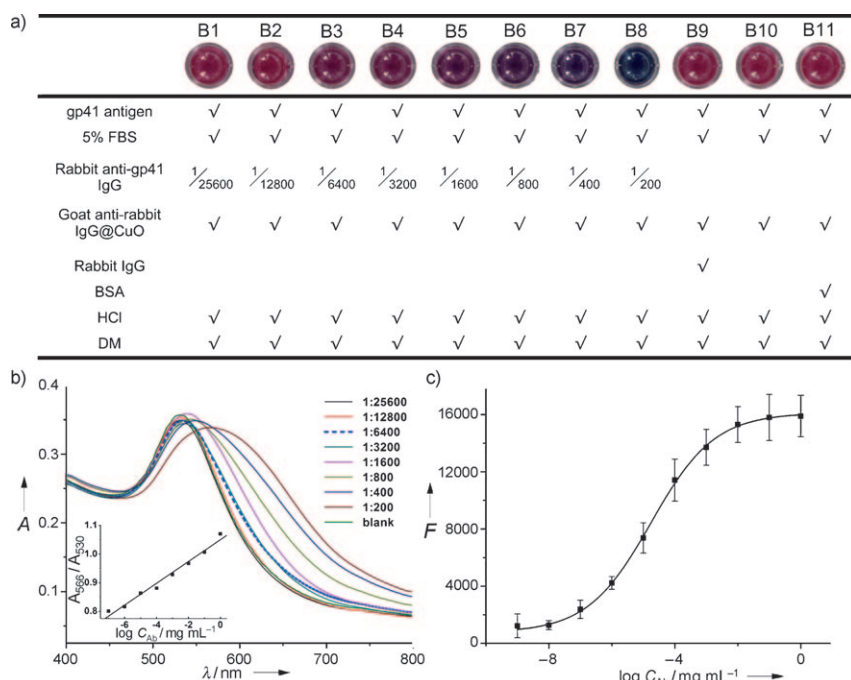 a)
B1 B2 B3 B4 B5 B6 B7 B8 B9 B10 B11
gp41 antigen √ √ √ √ √ √ √ √ √ √ √
5% FBS √ √ √ √ √ √ √ √ √ √ √
Rabbit anti-gp41 1/25600 1/12800 1/6400 1/3200 1/1600 1/800 1/400 1/200
IgG
Goat anti-rabbit
IgG@CuO √ √ √ √ √ √ √ √ √ √ √
Rabbit IgG √
BSA √
HCl √ √ √ √ √ √ √ √ √ √ √
DM √ √ √ √ √ √ √ √ √ √ √
b)
0.4
0.3
0.2
0.1
A
400 500 600 700 800
λ/nm
1:25600
1:12800
1:6400
1:3200
1:1600
1:800
1:400
1:200
blank
A566/A530
1.1
1.0
0.9
0.8
-6 -4 -2 0
log CAb/mg mL⁻¹
c)
16000
12000
8000
4000
0
F
-8 -4 0
mg mL⁻¹